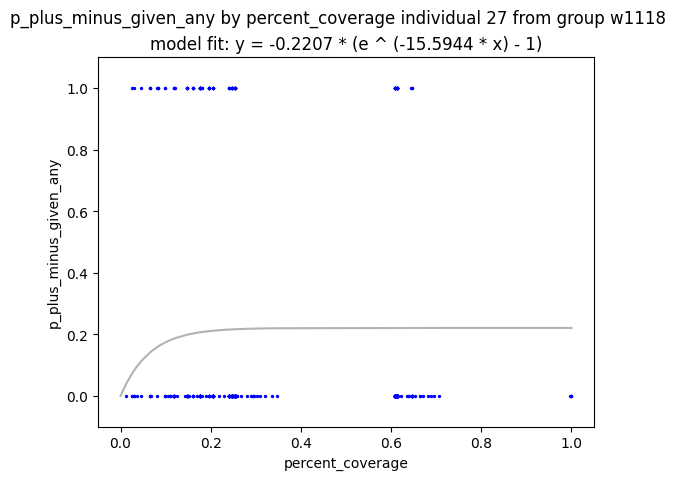 p_plus_minus_given_any by percent_coverage individual 27 from group w1118
model fit: y = -0.2207 * (e ^ (-15.5944 * x) - 1)
1.0
0.8
0.6
0.4
0.2
0.0
p_plus_minus_given_any
0.0 0.2 0.4 0.6 0.8 1.0
percent_coverage